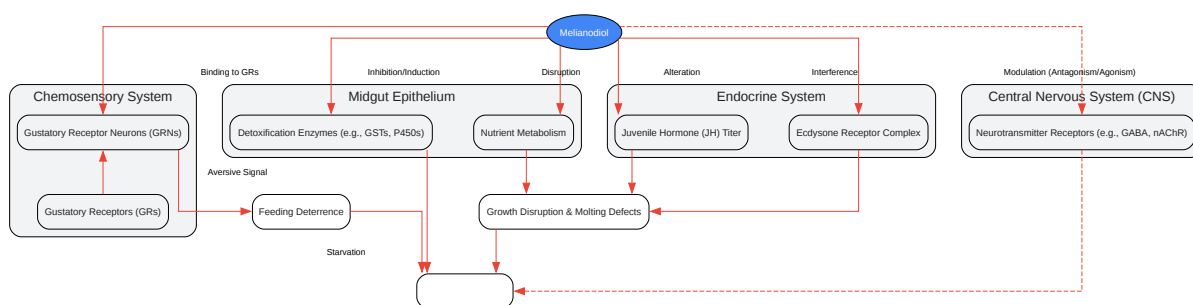 Melianodiol
Binding to GRs
Inhibition/Induction
Disruption
Alteration
Interference
Modulation (Antagonism/Agonism)
Chemosensory System
Midgut Epithelium
Endocrine System
Central Nervous System (CNS)
Gustatory Receptor Neurons (GRNs)
Detoxification Enzymes (e.g., GSTs, P450s)
Nutrient Metabolism
Juvenile Hormone (JH) Titer
Ecdysone Receptor Complex
Neurotransmitter Receptors (e.g., GABA, nAChR)
Aversive Signal
Gustatory Receptors (GRs)
Feeding Deterrence
Growth Disruption & Molting Defects
Starvation